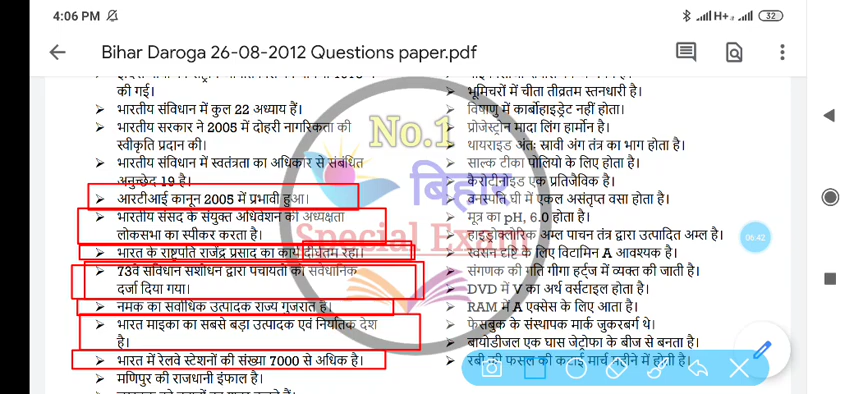 4:06 PM
H+
32
Bihar Daroga 26-08-2012 Questions paper.pdf
की गई।
भारतीय संविधान में कुल 22 अध्याय हैं।
भारतीय सरकार ने 2005 में दोहरी नागरिकता की
स्वीकृति प्रदान की।
भारतीय संविधान में स्वतंत्रता का अधिकार से संबंधित
अनुच्छेद 19 है।
आरटीआई कानून 2005 में प्रभावी हुआ।
भारतीय संसद के संयुक्त अधिवेशन की अध्यक्षता
लोकसभा का स्पीकर करता है।
भारत के राष्ट्रपति राजेंद्र प्रसाद का कार्य दीर्घतम रहा।
73वें संविधान संशोधन द्वारा पंचायतों को संवैधानिक
दर्जा दिया गया।
नमक का सर्वाधिक उत्पादक राज्य गुजरात है।
भारत माइका का सबसे बड़ा उत्पादक एवं निर्यातक देश
है।
भारत में रेलवे स्टेशनों की संख्या 7000 से अधिक है।
मणिपुर की राजधानी इंफाल है।
भूमिचरों में चीता तीव्रतम स्तनधारी है।
विषाणु में कार्बोहाइड्रेट नहीं होता।
प्रोजेस्ट्रोन मादा लिंग हार्मोन है।
थायराइड अंतः स्रावी अंग तंत्र का भाग होता है।
साल्क टीका पोलियो के लिए होता है।
कैरोटीनॉइड एक प्रतिजैविक है।
वनस्पति घी में एकल असंतृप्त वसा होता है।
मूत्र का pH, 6.0 होता है।
हाइड्रोक्लोरिक अम्ल पाचन तंत्र द्वारा उत्पादित अम्ल है।
दृष्टि के लिए विटामिन A आवश्यक है।
संगणक की गति गीगा हर्ट्ज में व्यक्त की जाती है।
DVD में V का अर्थ वर्सटाइल होता है।
RAM में A एक्सेस के लिए आता है।
फेसबुक के संस्थापक मार्क जुकरबर्ग थे।
बायोडीजल एक घास जेट्रोफा के बीज से बनता है।
रबी की फसल की कटाई मार्च महीने में होती है।
No.1
बिहार
Special Exam
06:42